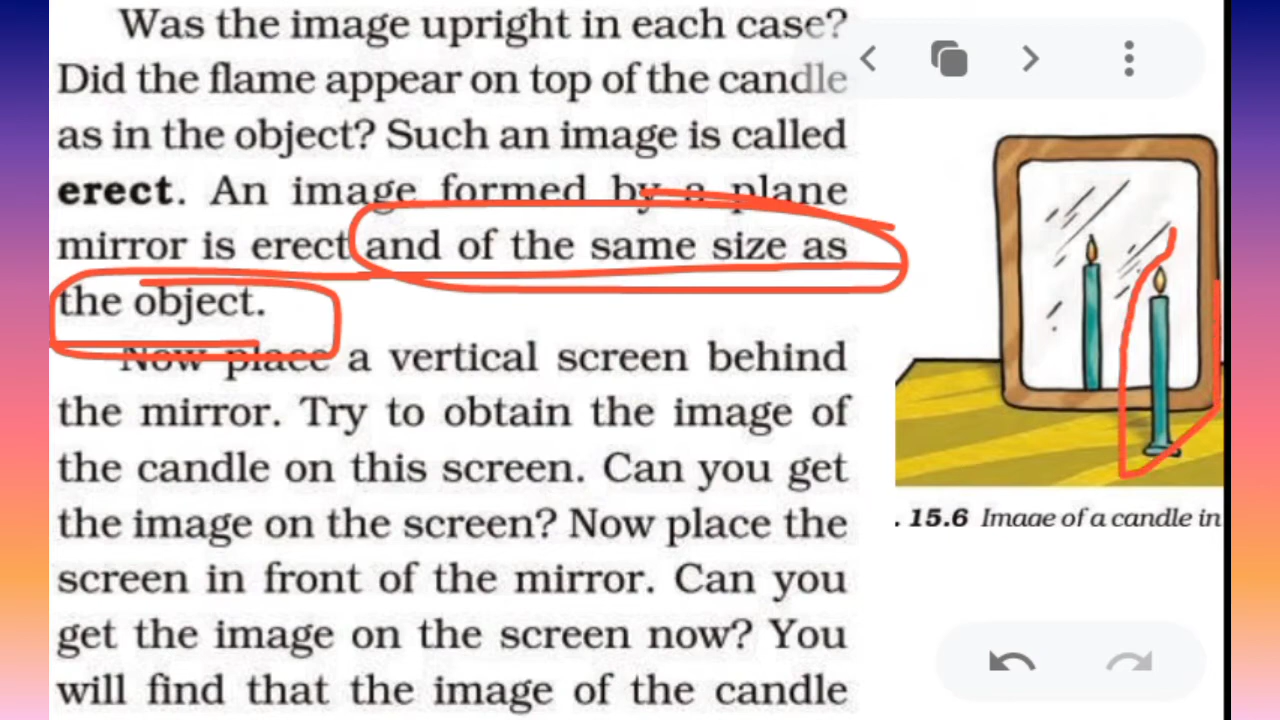 Was the image upright in each case?
Did the flame appear on top of the candle
as in the object? Such an image is called
erect. An image formed by a plane
mirror is erect and of the same size as
the object.
Now place a vertical screen behind
the mirror. Try to obtain the image of
the candle on this screen. Can you get
the image on the screen? Now place the
screen in front of the mirror. Can you
get the image on the screen now? You
will find that the image of the candle
. 15.6 Image of a candle in